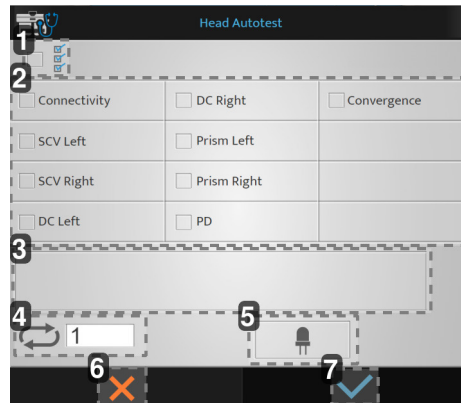 Head Autotest
1
2
Connectivity DC Right Convergence
SCV Left Prism Left
SCV Right Prism Right
DC Left PD
3
4 1 5
6 7